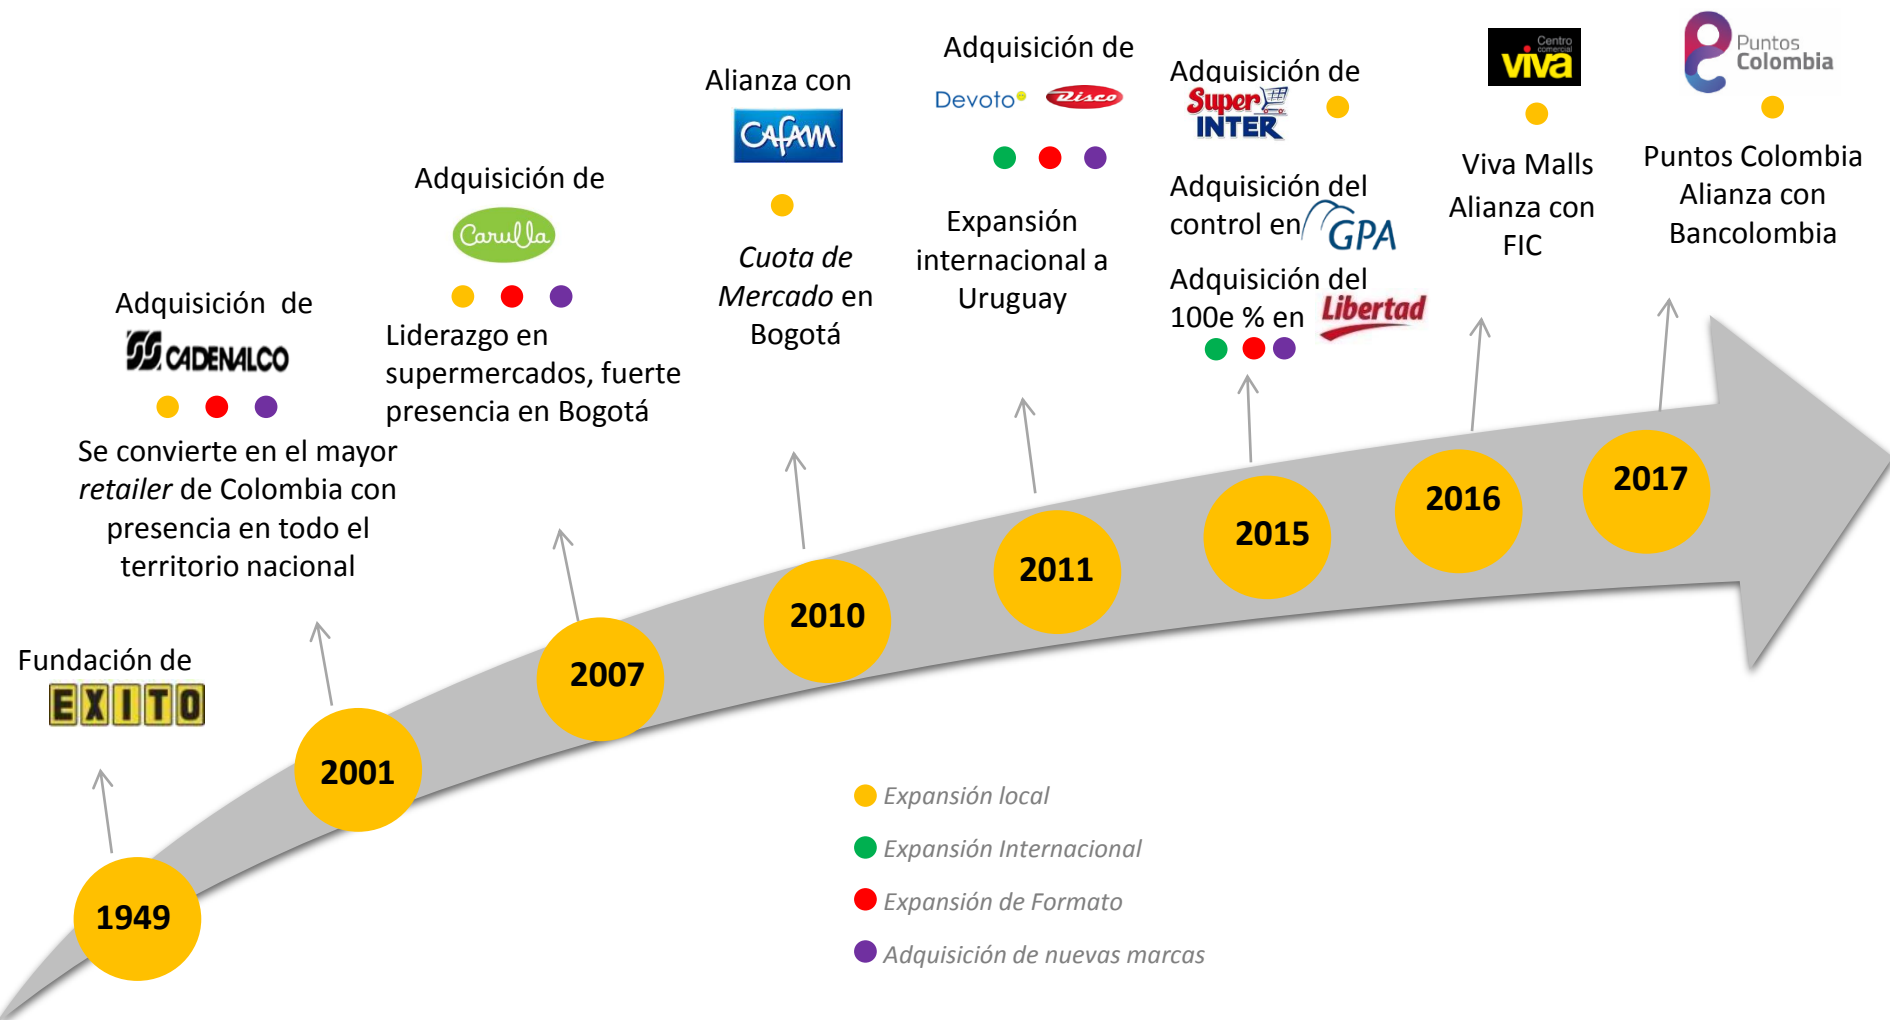 Fundación de
EXITO
1949
Adquisición de
CADENALCO
Se convierte en el mayor
retailer de Colombia con
presencia en todo el
territorio nacional
2001
Adquisición de
Carulla
Liderazgo en
supermercados, fuerte
presencia en Bogotá
2007
Alianza con
CAFAM
Cuota de
Mercado en
Bogotá
2010
Adquisición de
Devoto Disco
Expansión
internacional a
Uruguay
2011
Adquisición de
Super
INTER
Adquisición del
control en GPA
Adquisición del
100e % en Libertad
2015
Centro
comercial
viva
Viva Malls
Alianza con
FIC
2016
Puntos
Colombia
Puntos Colombia
Alianza con
Bancolombia
2017
Expansión local
Expansión Internacional
Expansión de Formato
Adquisición de nuevas marcas